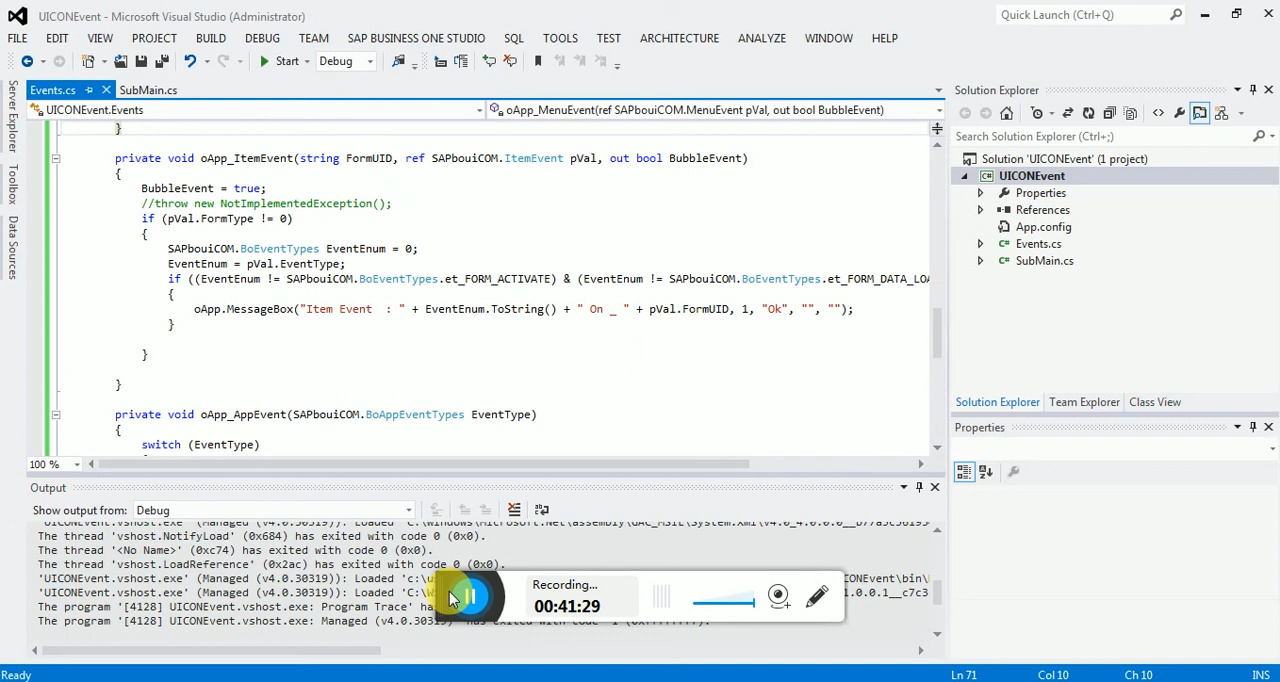 UICONEvent - Microsoft Visual Studio (Administrator)
Quick Launch (Ctrl+Q)
FILE EDIT VIEW PROJECT BUILD DEBUG TEAM SAP BUSINESS ONE STUDIO SQL TOOLS TEST ARCHITECTURE ANALYZE WINDOW HELP
Start Debug
Server Explorer
Toolbox
Data Sources
Events.cs SubMain.cs
UICONEvent.Events
oApp_MenuEvent(ref SAPbouiCOM.MenuEvent pVal, out bool BubbleEvent)
}
private void oApp_ItemEvent(string FormUID, ref SAPbouiCOM.ItemEvent pVal, out bool BubbleEvent)
{
BubbleEvent = true;
//throw new NotImplementedException();
if (pVal.FormType != 0)
{
SAPbouiCOM.BoEventTypes EventEnum = 0;
EventEnum = pVal.EventType;
if ((EventEnum != SAPbouiCOM.BoEventTypes.et_FORM_ACTIVATE) & (EventEnum != SAPbouiCOM.BoEventTypes.et_FORM_DATA_LOA
{
oApp.MessageBox("Item Event : " + EventEnum.ToString() + " On _ " + pVal.FormUID, 1, "Ok", "", "");
}
}
}
private void oApp_AppEvent(SAPbouiCOM.BoAppEventTypes EventType)
{
switch (EventType)
100 %
Solution Explorer
Search Solution Explorer (Ctrl+;)
Solution 'UICONEvent' (1 project)
UICONEvent
Properties
References
App.config
Events.cs
SubMain.cs
Solution Explorer Team Explorer Class View
Properties
Output
Show output from: Debug
The thread 'vshost.NotifyLoad' (0x684) has exited with code 0 (0x0).
The thread '<No Name>' (0xc74) has exited with code 0 (0x0).
The thread 'vshost.LoadReference' (0x2ac) has exited with code 0 (0x0).
'UICONEvent.vshost.exe' (Managed (v4.0.30319)): Loaded 'c:\u
'UICONEvent.vshost.exe' (Managed (v4.0.30319)): Loaded 'C:\W
The program '[4128] UICONEvent.vshost.exe: Program Trace' ha
The program '[4128] UICONEvent.vshost.exe: Managed (v4.0.30319)
Recording...
00:41:29
Ready
Ln 71 Col 10 Ch 10 INS